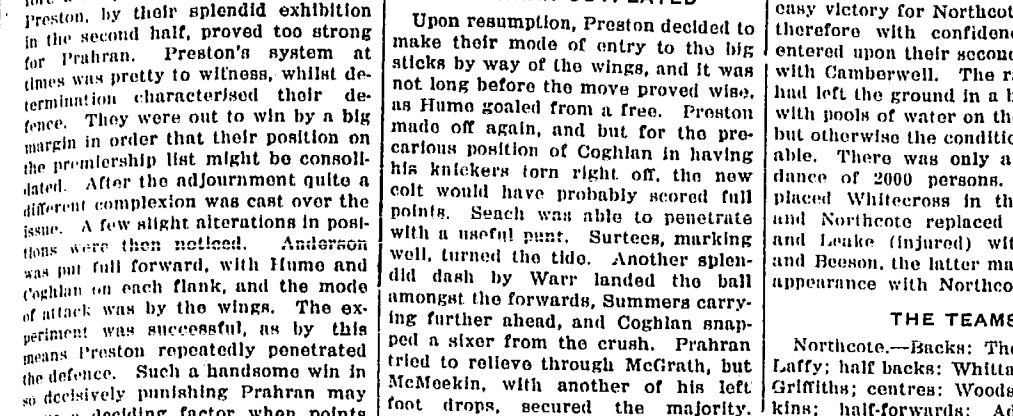 Preston, by their splendid exhibition
in the second half, proved too strong
for Prahran. Preston's system at
times was pretty to witness, whilst de-
termination characterised their de-
fence. They were out to win by a big
margin in order that their position on
the premiership list might be consoli-
dated. After the adjournment quite a
different complexion was cast over the
issue. A few slight alterations in posi-
tions were then noticed. Anderson
was put full forward, with Hume and
Coghlan on each flank, and the mode
of attack was by the wings. The ex-
periment was successful, as by this
means Preston repeatedly penetrated
the defence. Such a handsome win in
so decisively punishing Prahran may
deciding factor when points
Upon resumption, Preston decided to
make their mode of entry to the big
sticks by way of the wings, and it was
not long before the move proved wise,
as Hume goaled from a free. Preston
made off again, and but for the pre-
carious position of Coghlan in having
his knickers torn right off, the new
colt would have probably scored full
points. Seach was able to penetrate
with a useful punt. Surtees, marking
well, turned the tide. Another splen-
did dash by Warr landed the ball
amongst the forwards, Summers carry-
ing further ahead, and Coghlan snap-
ped a sixer from the crush. Prahran
tried to relieve through McGrath, but
McMeekin, with another of his left
foot drops, secured the majority.
easy victory for Northcot
therefore with confiden
entered upon their secon
with Camberwell. The r
had left the ground in a
with pools of water on th
but otherwise the conditio
able. There was only a
dance of 2000 persons.
placed Whitecross in th
and Northcote replaced
and Leake (injured) wit
and Beeson, the latter ma
appearance with Northco
THE TEAMS
Northcote.—Backs: The
Laffy; half backs: Whitta
Griffiths; centres: Woods
kins; half-forwards: Ad